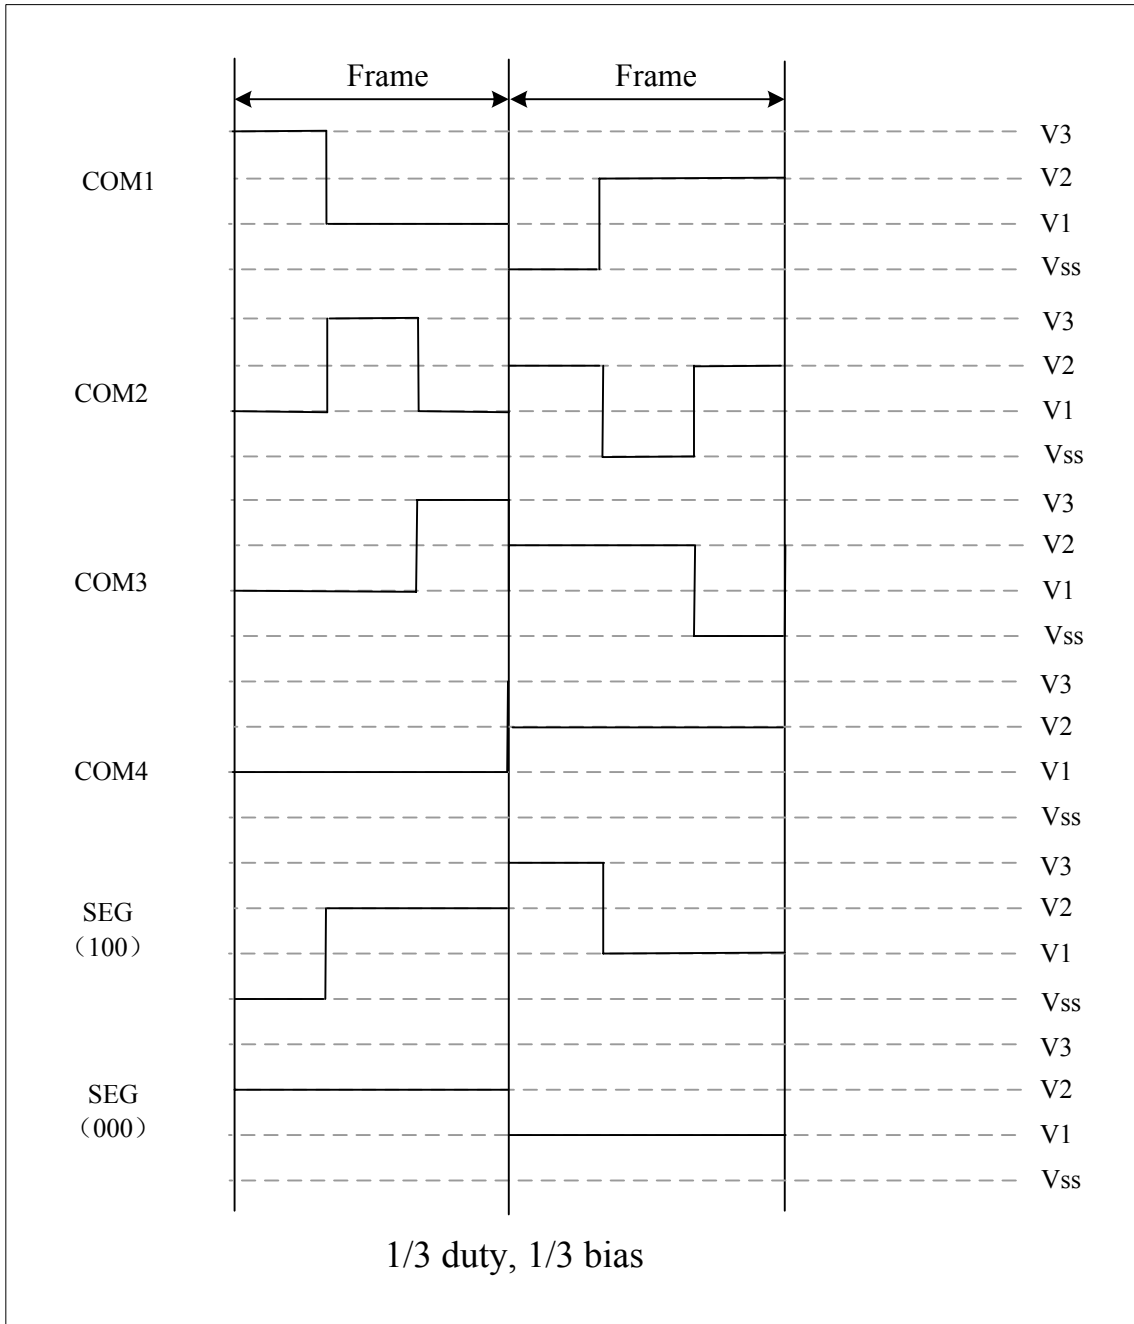 Frame Frame
V3
COM1
V2
V1
Vss
V3
V2
COM2
V1
Vss
V3
V2
COM3
V1
Vss
V3
V2
COM4
V1
Vss
V3
SEG
V2
（100）
V1
Vss
V3
SEG
V2
（000）
V1
Vss
1/3 duty, 1/3 bias